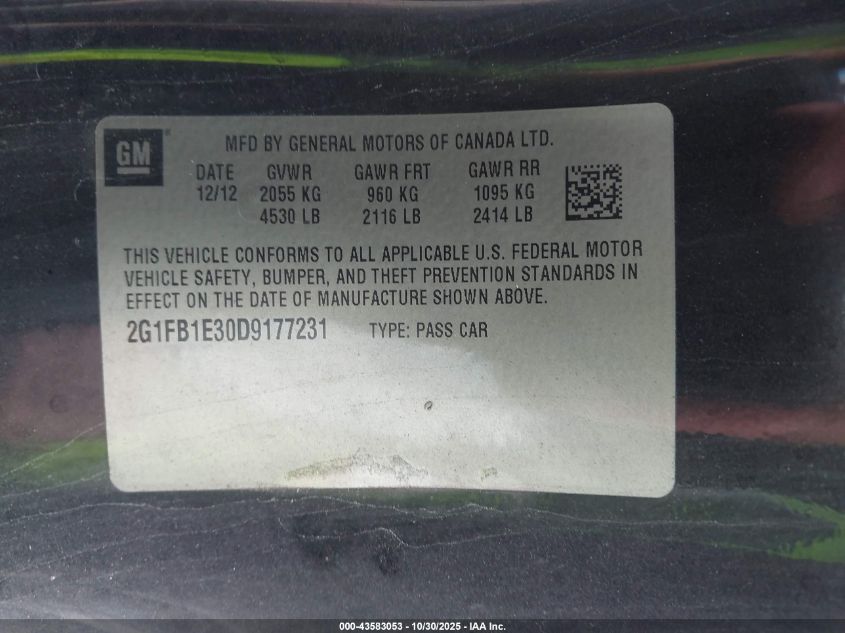 GM
MFD BY GENERAL MOTORS OF CANADA LTD.
DATE GVWR GAWR FRT GAWR RR
12/12 2055 KG 960 KG 1095 KG
4530 LB 2116 LB 2414 LB
THIS VEHICLE CONFORMS TO ALL APPLICABLE U.S. FEDERAL MOTOR
VEHICLE SAFETY, BUMPER, AND THEFT PREVENTION STANDARDS IN
EFFECT ON THE DATE OF MANUFACTURE SHOWN ABOVE.
2G1FB1E30D9177231 TYPE: PASS CAR
000-43583053 - 10/30/2025 - IAA Inc.